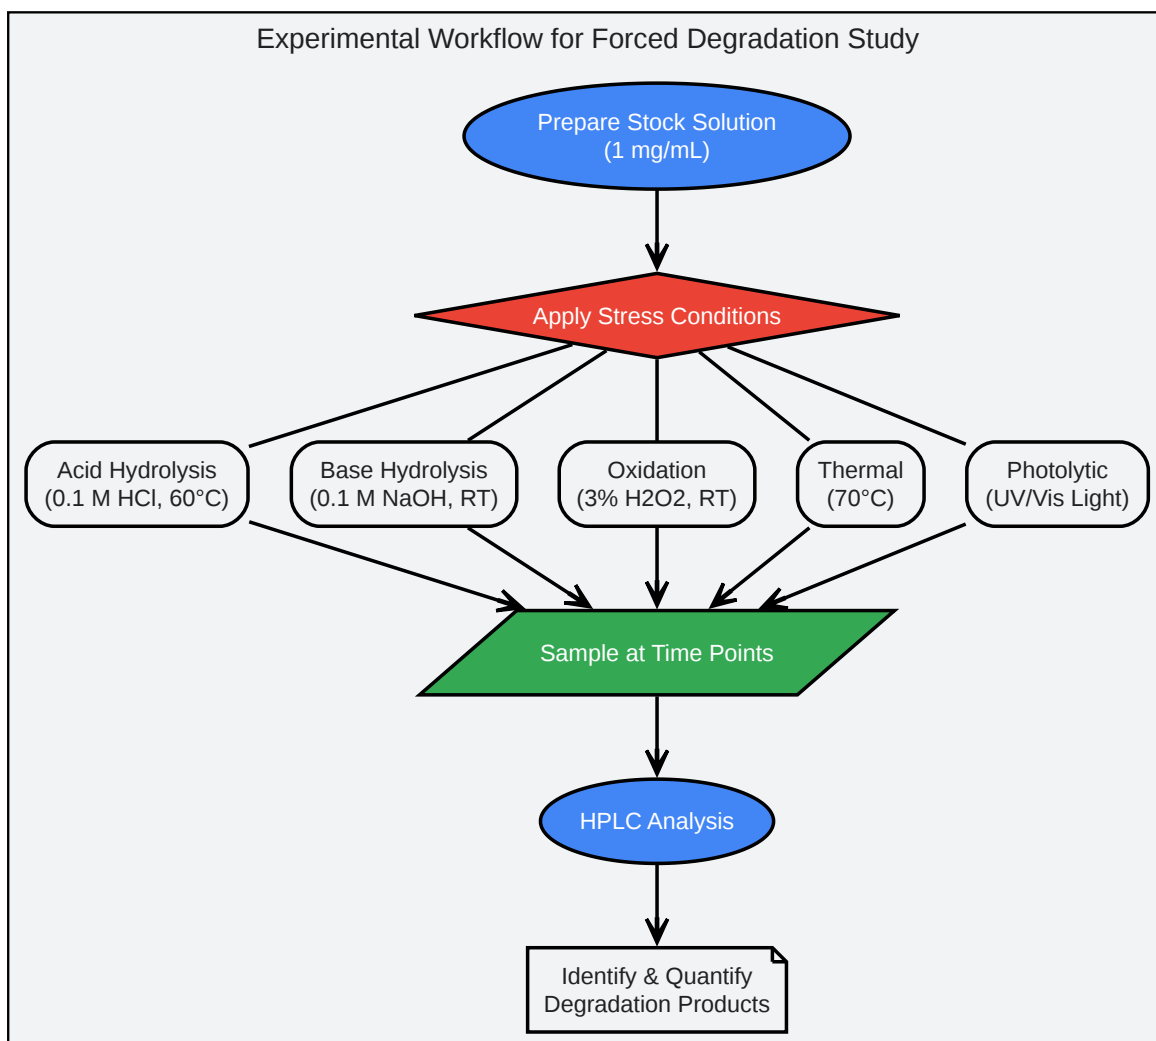 Experimental Workflow for Forced Degradation Study
Prepare Stock Solution
(1 mg/mL)
Apply Stress Conditions
Acid Hydrolysis
(0.1 M HCl, 60°C)
Base Hydrolysis
(0.1 M NaOH, RT)
Oxidation
(3% H2O2, RT)
Thermal
(70°C)
Photolytic
(UV/Vis Light)
Sample at Time Points
HPLC Analysis
Identify & Quantify
Degradation Products